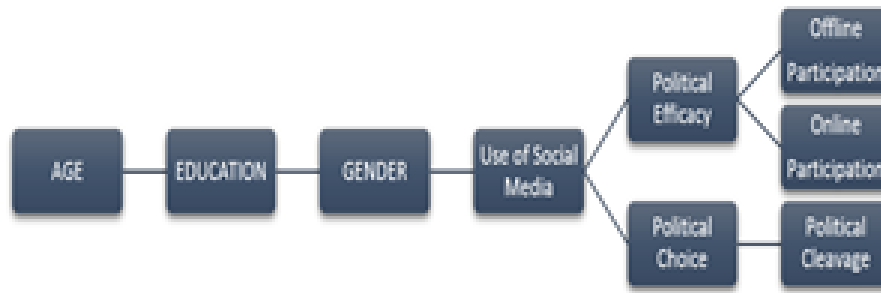 AGE
EDUCATION
GENDER
Use of Social
Media
Political
Efficacy
Offline
Participation
Online
Participation
Political
Choice
Political
Cleavage